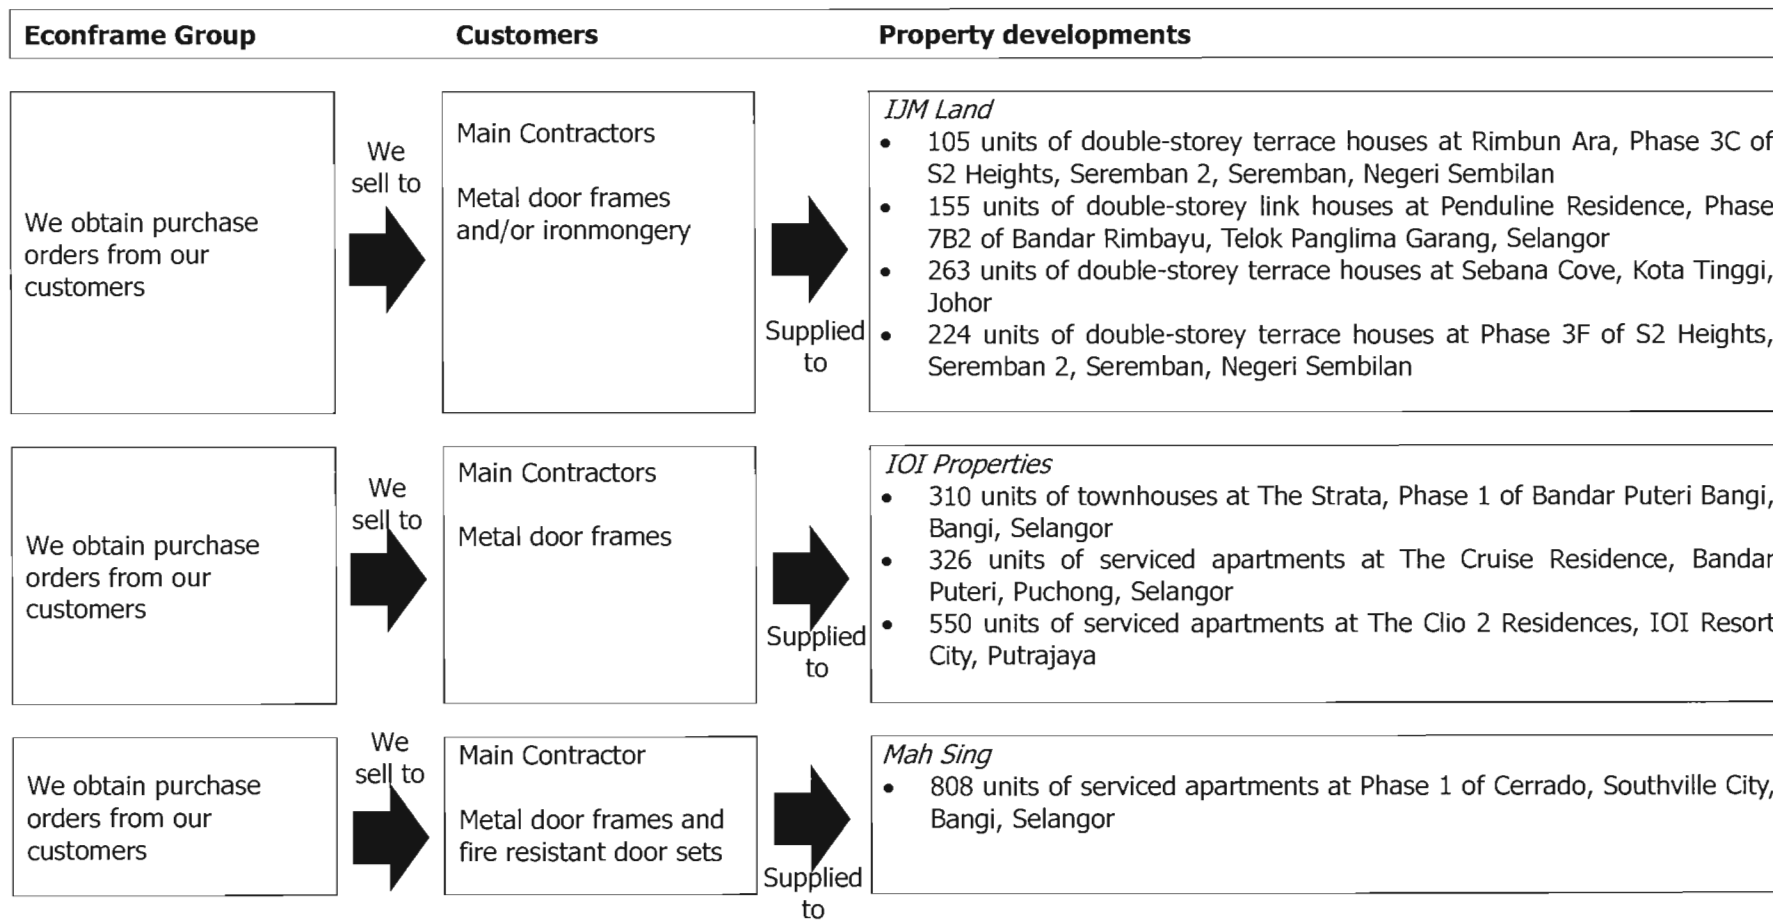 Econframe Group
Customers
Property developments
We obtain purchase
orders from our
customers
We
sell to
Main Contractors
Metal door frames
and/or ironmongery
Supplied
to
IJM Land
• 105 units of double-storey terrace houses at Rimbun Ara, Phase 3C of
S2 Heights, Seremban 2, Seremban, Negeri Sembilan
• 155 units of double-storey link houses at Penduline Residence, Phase
7B2 of Bandar Rimbayu, Telok Panglima Garang, Selangor
• 263 units of double-storey terrace houses at Sebana Cove, Kota Tinggi,
Johor
• 224 units of double-storey terrace houses at Phase 3F of S2 Heights,
Seremban 2, Seremban, Negeri Sembilan
We obtain purchase
orders from our
customers
We
sell to
Main Contractors
Metal door frames
Supplied
to
IOI Properties
• 310 units of townhouses at The Strata, Phase 1 of Bandar Puteri Bangi,
Bangi, Selangor
• 326 units of serviced apartments at The Cruise Residence, Bandar
Puteri, Puchong, Selangor
• 550 units of serviced apartments at The Clio 2 Residences, IOI Resort
City, Putrajaya
We obtain purchase
orders from our
customers
We
sell to
Main Contractor
Metal door frames and
fire resistant door sets
Supplied
to
Mah Sing
• 808 units of serviced apartments at Phase 1 of Cerrado, Southville City,
Bangi, Selangor